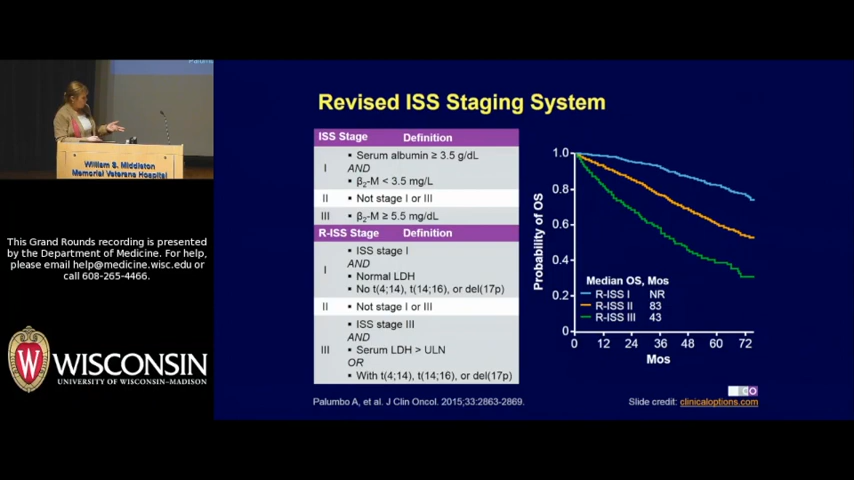 Palum
William S. Middleton
Memorial Veterans Hospital
This Grand Rounds recording is presented
by the Department of Medicine. For help,
please email help@medicine.wisc.edu or
call 608-265-4466.
W
WISCONSIN
UNIVERSITY OF WISCONSIN-MADISON
Revised ISS Staging System
ISS Stage Definition
I
▪ Serum albumin ≥ 3.5 g/dL
AND
▪ β2-M < 3.5 mg/L
II ▪ Not stage I or III
III ▪ β2-M ≥ 5.5 mg/dL
R-ISS Stage Definition
I
▪ ISS stage I
AND
▪ Normal LDH
▪ No t(4;14), t(14;16), or del(17p)
II ▪ Not stage I or III
III
▪ ISS stage III
AND
▪ Serum LDH > ULN
OR
▪ With t(4;14), t(14;16), or del(17p)
Probability of OS
1.0
0.8
0.6
0.4
0.2
0
Median OS, Mos
R-ISS I NR
R-ISS II 83
R-ISS III 43
0 12 24 36 48 60 72
Mos
Palumbo A, et al. J Clin Oncol. 2015;33:2863-2869.
Slide credit: clinicaloptions.com